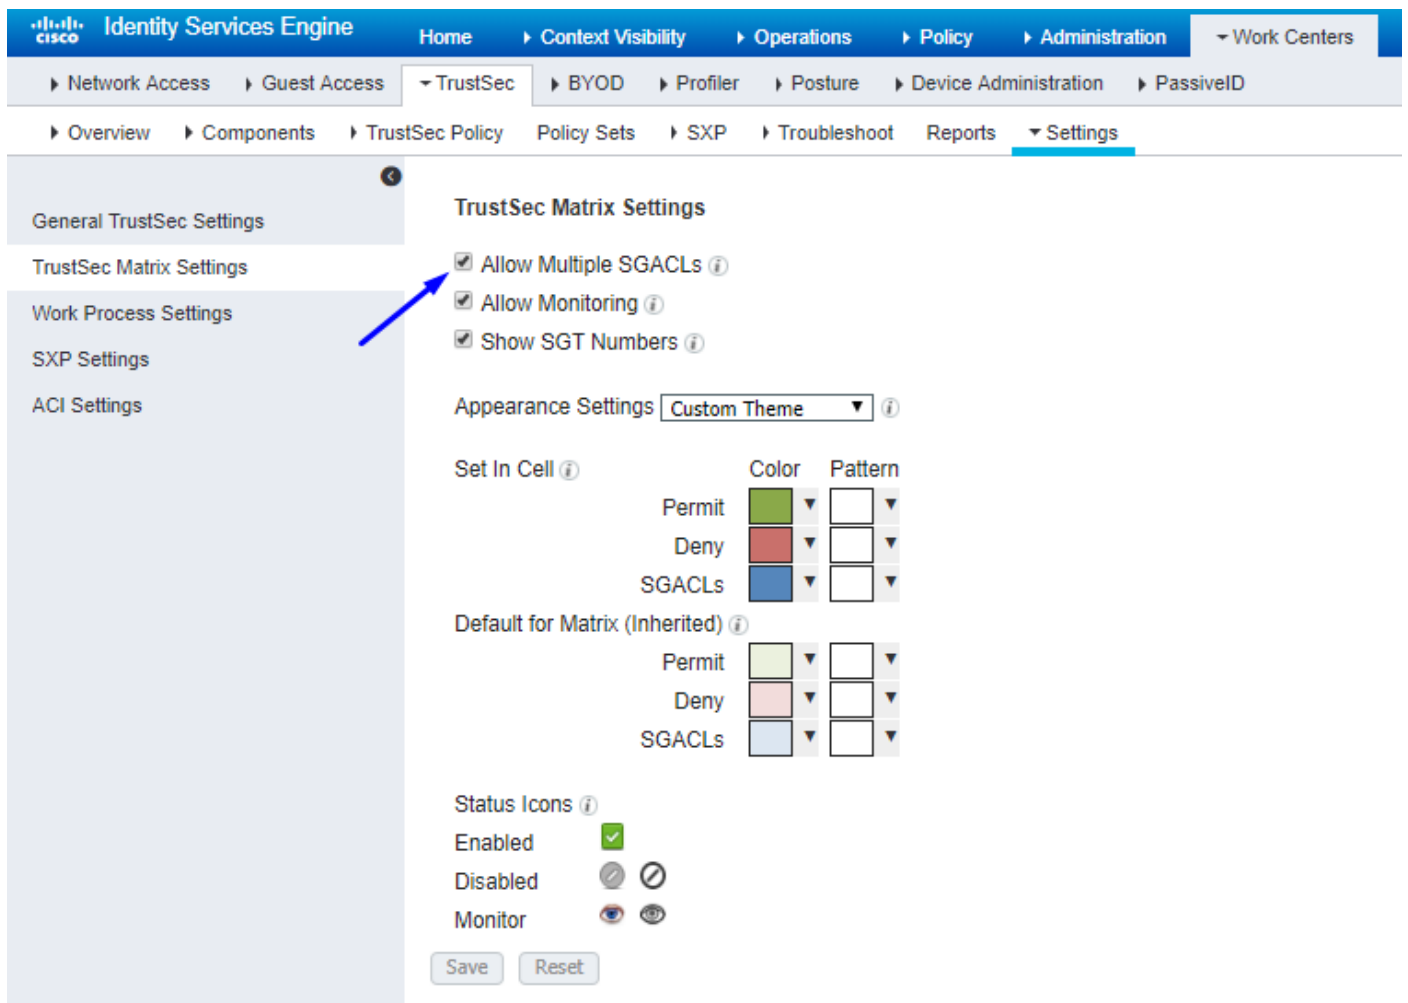 cisco Identity Services Engine Home Context Visibility Operations Policy Administration Work Centers
Network Access Guest Access TrustSec BYOD Profiler Posture Device Administration PassiveID
Overview Components TrustSec Policy Policy Sets SXP Troubleshoot Reports Settings
General TrustSec Settings
TrustSec Matrix Settings
Work Process Settings
SXP Settings
ACI Settings
TrustSec Matrix Settings
Allow Multiple SGACLs
Allow Monitoring
Show SGT Numbers
Appearance Settings Custom Theme
Set In Cell Color Pattern
Permit
Deny
SGACLs
Default for Matrix (Inherited)
Permit
Deny
SGACLs
Status Icons
Enabled
Disabled
Monitor
Save Reset